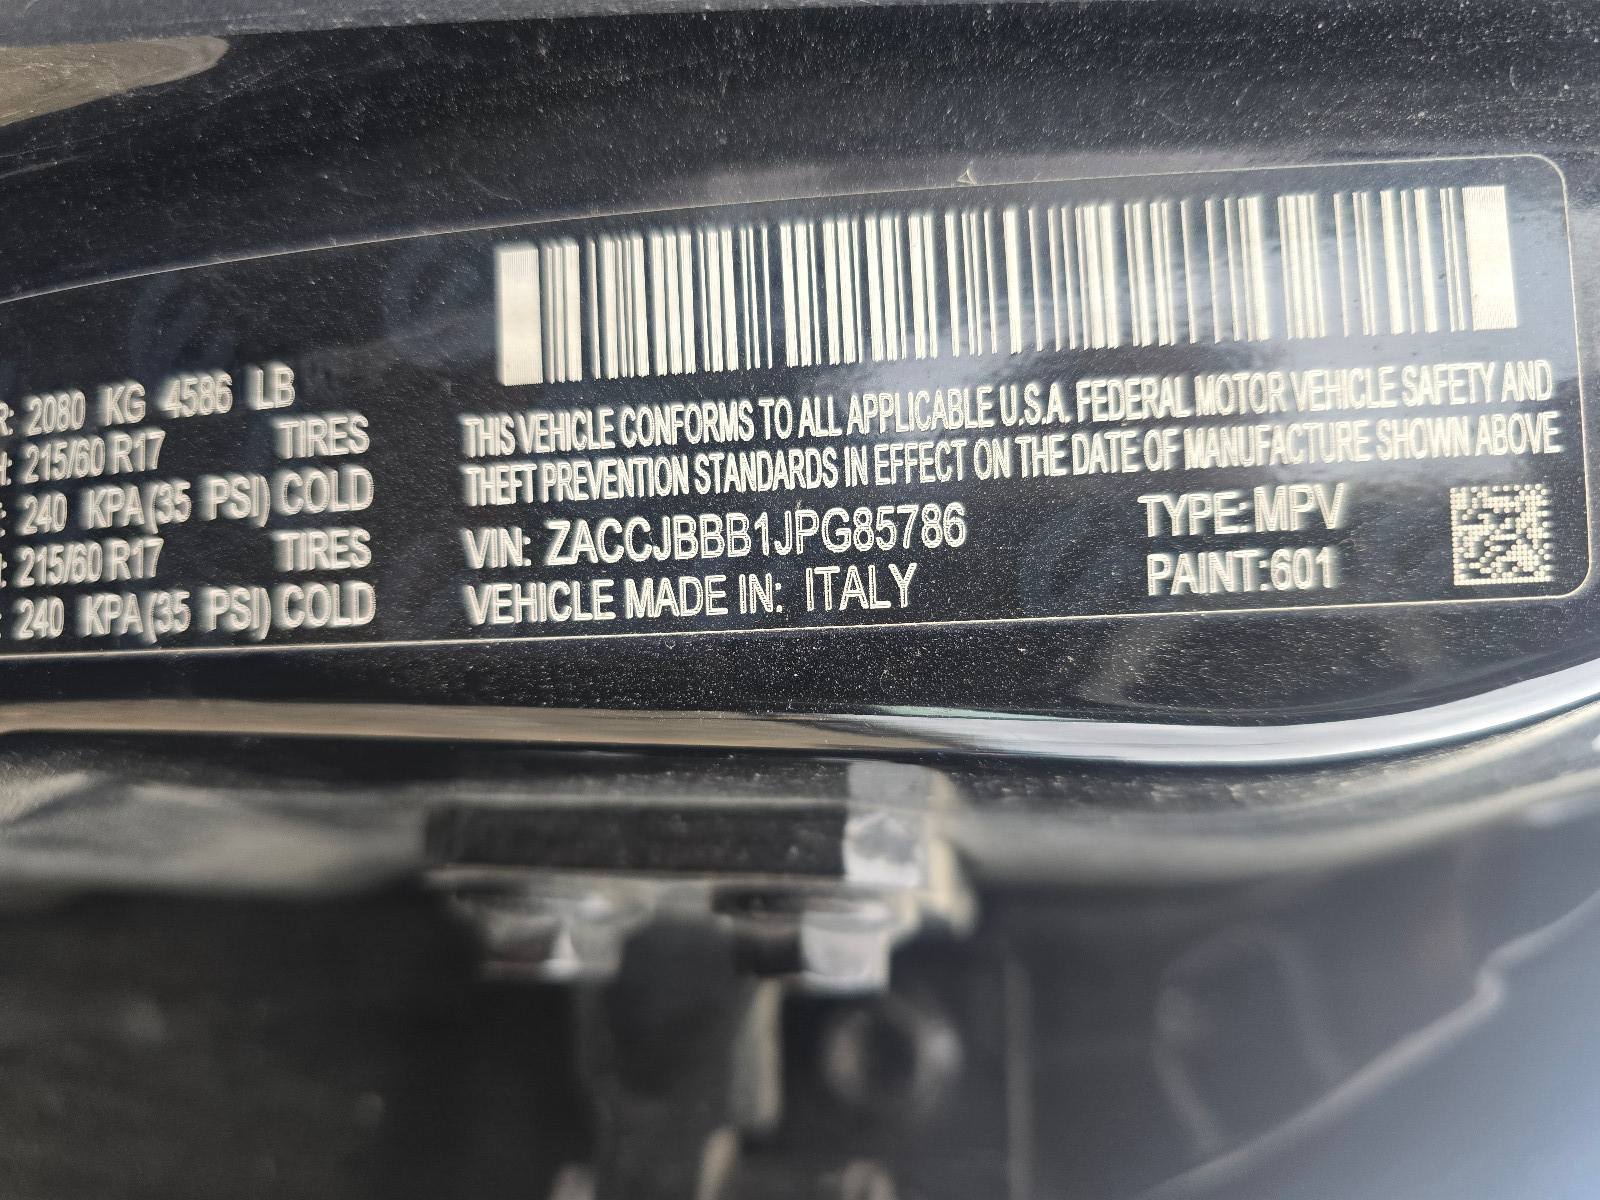 R: 2080 KG 4586 LB
215/60 R17 TIRES
240 KPA(35 PSI) COLD
215/60 R17 TIRES
240 KPA(35 PSI) COLD
THIS VEHICLE CONFORMS TO ALL APPLICABLE U.S.A. FEDERAL MOTOR VEHICLE SAFETY AND
THEFT PREVENTION STANDARDS IN EFFECT ON THE DATE OF MANUFACTURE SHOWN ABOVE
VIN: ZACCJBBB1JPG85786 TYPE: MPV
VEHICLE MADE IN: ITALY PAINT:601